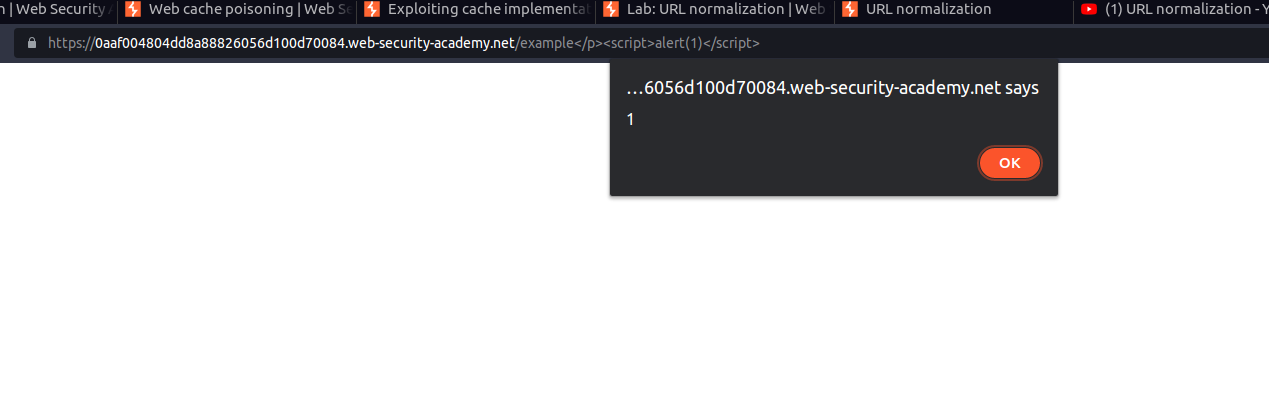 n | Web Security A Web cache poisoning | Web Se Exploiting cache implementat Lab: URL normalization | Web URL normalization (1) URL normalization - Y
https://0aaf004804dd8a88826056d100d70084.web-security-academy.net/example</p><script>alert(1)</script>
...6056d100d70084.web-security-academy.net says
1
OK